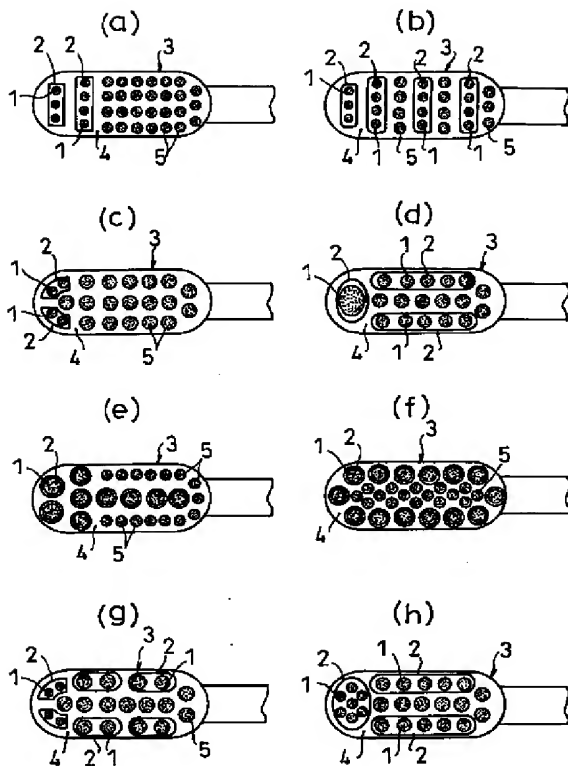 (a)
2 2 3
1
1 4 5
(b)
2 2 3 2 2
1
4 1 5 1 1 5
(c)
2 3
1
1
2 4 5
(d)
2 1 2 3
1
4 1 2
(e)
1 2 3 5
4 5
(f)
1 2 3 5
4
(g)
2 3 2 1
1
4 2 1 5
(h)
2 1 2 3
1
4 1 2